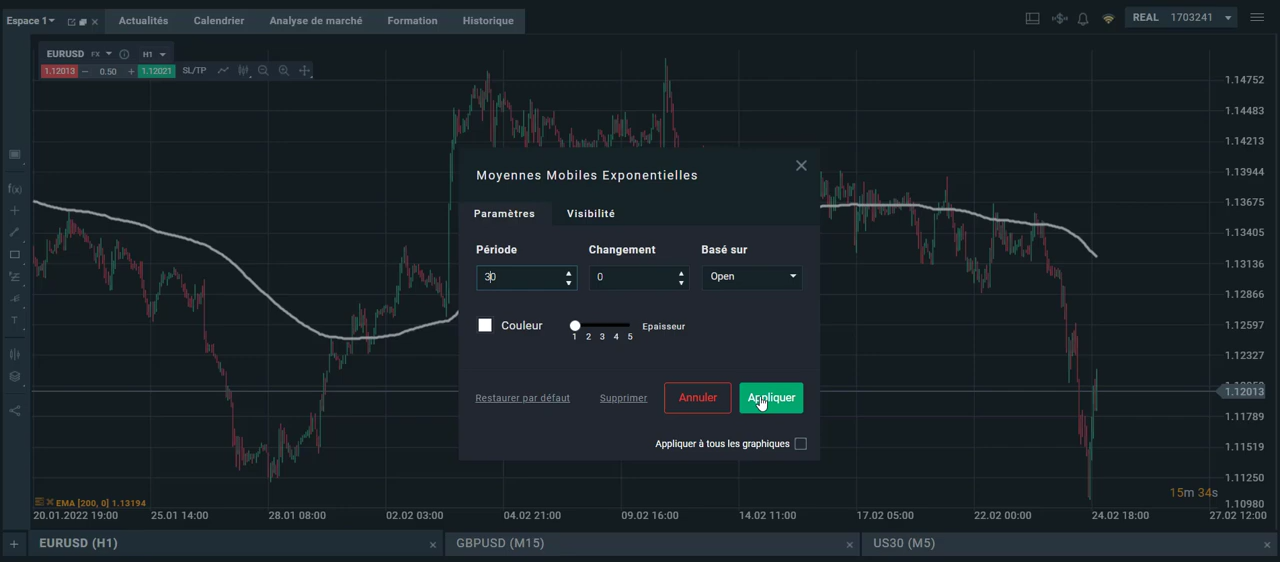 Espace 1 Actualités Calendrier Analyse de marché Formation Historique REAL 1703241
EURUSD FX H1
1.12013 0.50 1.12021 SL/TP
1.14752
1.14483
1.14213
1.13944
1.13675
1.13405
1.13136
1.12866
1.12597
1.12327
1.12013
1.11789
1.11519
1.11250
1.10980
f(x)
T
Moyennes Mobiles Exponentielles
Paramètres Visibilité
Période Changement Basé sur
30 0 Open
Couleur 1 2 3 4 5 Epaisseur
Restaurer par défaut Supprimer Annuler Appliquer
Appliquer à tous les graphiques
15m 34s
EMA [200, 0] 1.13194
20.01.2022 19:00 25.01 14:00 28.01 08:00 02.02 03:00 04.02 21:00 09.02 16:00 14.02 11:00 17.02 05:00 22.02 00:00 24.02 18:00 27.02 12:00
EURUSD (H1) GBPUSD (M15) US30 (M5)